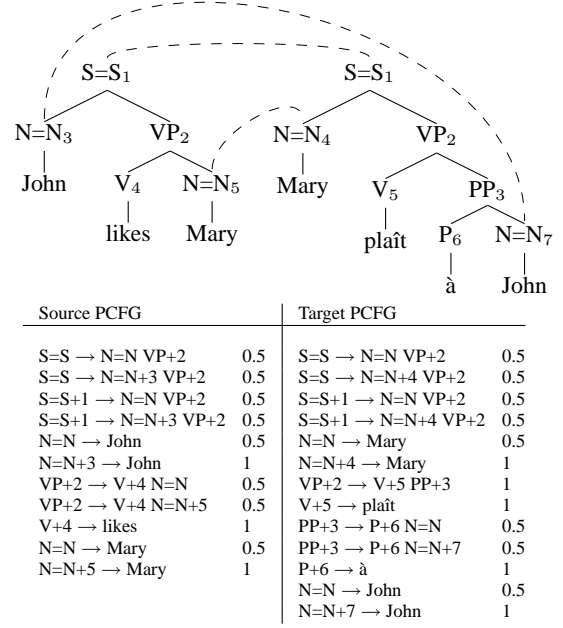 S=S₁ S=S₁
N=N₃ VP₂ N=N₄ VP₂
John V₄ N=N₅ Mary V₅ PP₃
likes Mary plaît P₆ N=N₇
à John
Source PCFG Target PCFG
S=S → N=N VP+2 0.5 S=S → N=N VP+2 0.5
S=S → N=N+3 VP+2 0.5 S=S → N=N+4 VP+2 0.5
S=S+1 → N=N VP+2 0.5 S=S+1 → N=N VP+2 0.5
S=S+1 → N=N+3 VP+2 0.5 S=S+1 → N=N+4 VP+2 0.5
N=N → John 0.5 N=N → Mary 0.5
N=N+3 → John 1 N=N+4 → Mary 1
VP+2 → V+4 N=N 0.5 VP+2 → V+5 PP+3 1
VP+2 → V+4 N=N+5 0.5 V+5 → plaît 1
V+4 → likes 1 PP+3 → P+6 N=N 0.5
N=N → Mary 0.5 PP+3 → P+6 N=N+7 0.5
N=N+5 → Mary 1 P+6 → à 1
N=N → John 0.5
N=N+7 → John 1